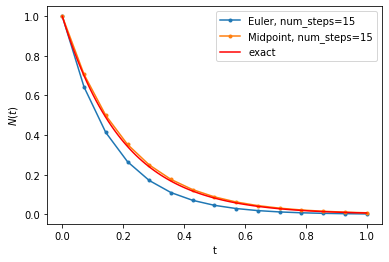 Euler, num_steps=15
Midpoint, num_steps=15
exact
1.0
0.8
0.6
0.4
0.2
0.0
N(t)
0.0 0.2 0.4 0.6 0.8 1.0
t